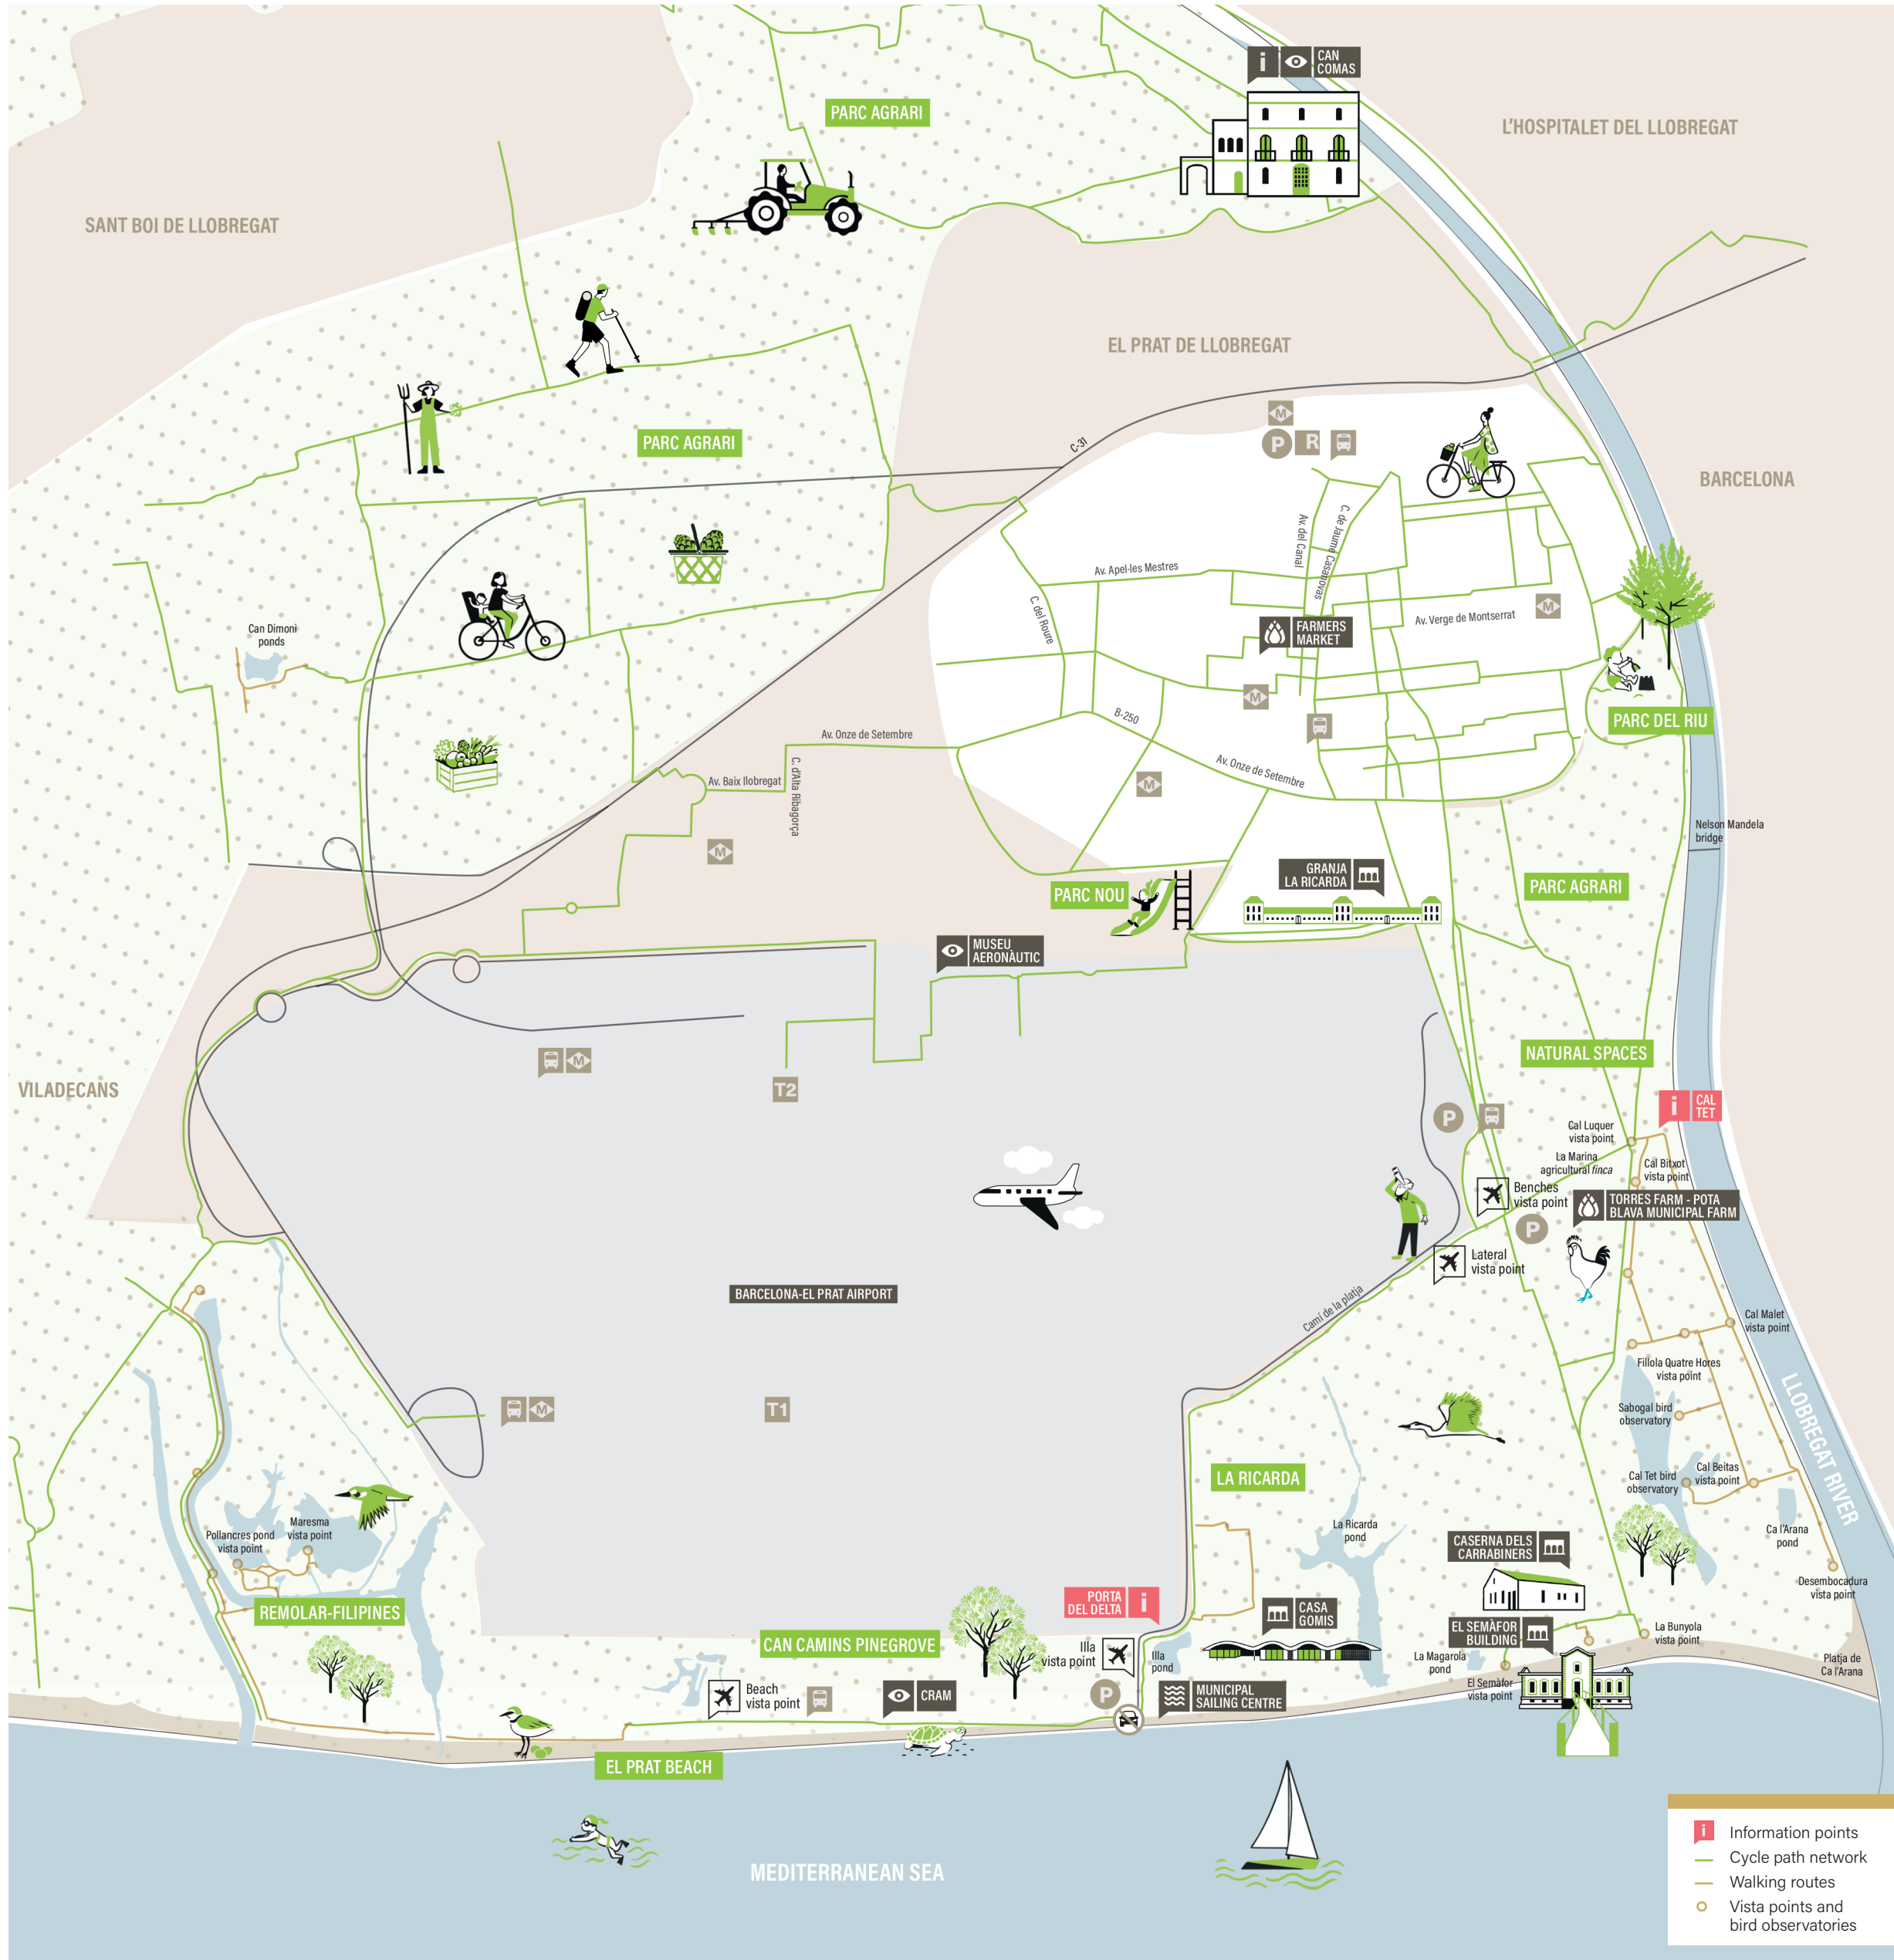 CAN
COMAS
PARC AGRARI
L'HOSPITALET DEL LLOBREGAT
SANT BOI DE LLOBREGAT
EL PRAT DE LLOBREGAT
M
P
R
C-31
PARC AGRARI
BARCELONA
Av. del Canal
C. de Jaume Casanovas
Av. Apel·les Mestres
C. del Roure
Av. Verge de Montserrat
M
FARMERS
MARKET
Can Dimoni
ponds
M
B-250
PARC DEL RIU
Av. Onze de Setembre
Av. Onze de Setembre
Av. Baix llobregat
C. d'Alta Ribagorça
M
Nelson Mandela
bridge
M
GRANJA
LA RICARDA
PARC NOU
PARC AGRARI
MUSEU
AERONÀUTIC
NATURAL SPACES
M
T2
VILADECANS
P
i CAL
TET
Cal Luquer
vista point
La Marina
agricultural finca
Cal Bitxot
vista point
Benches
vista point
TORRES FARM - POTA
BLAVA MUNICIPAL FARM
P
Lateral
vista point
BARCELONA-EL PRAT AIRPORT
Camí de la platja
Cal Malet
vista point
Fillola Quatre Hores
vista point
M
T1
Sabogal bird
observatory
LLOBREGAT RIVER
LA RICARDA
Cal Tet bird
observatory
Cal Beitas
vista point
Maresma
vista point
Pollancres pond
vista point
La Ricarda
pond
Ca l'Arana
pond
CASERNA DELS
CARRABINERS
Desembocadura
vista point
REMOLAR-FILIPINES
PORTA
DEL DELTA i
CASA
GOMIS
CAN CAMINS PINEGROVE
EL SEMÀFOR
BUILDING
La Bunyola
vista point
Illa
vista point
Illa
pond
La Magarola
pond
Platja de
Ca l'Arana
El Semàfor
vista point
Beach
vista point
CRAM
P
MUNICIPAL
SAILING CENTRE
EL PRAT BEACH
MEDITERRANEAN SEA
i Information points
Cycle path network
Walking routes
Vista points and
bird observatories